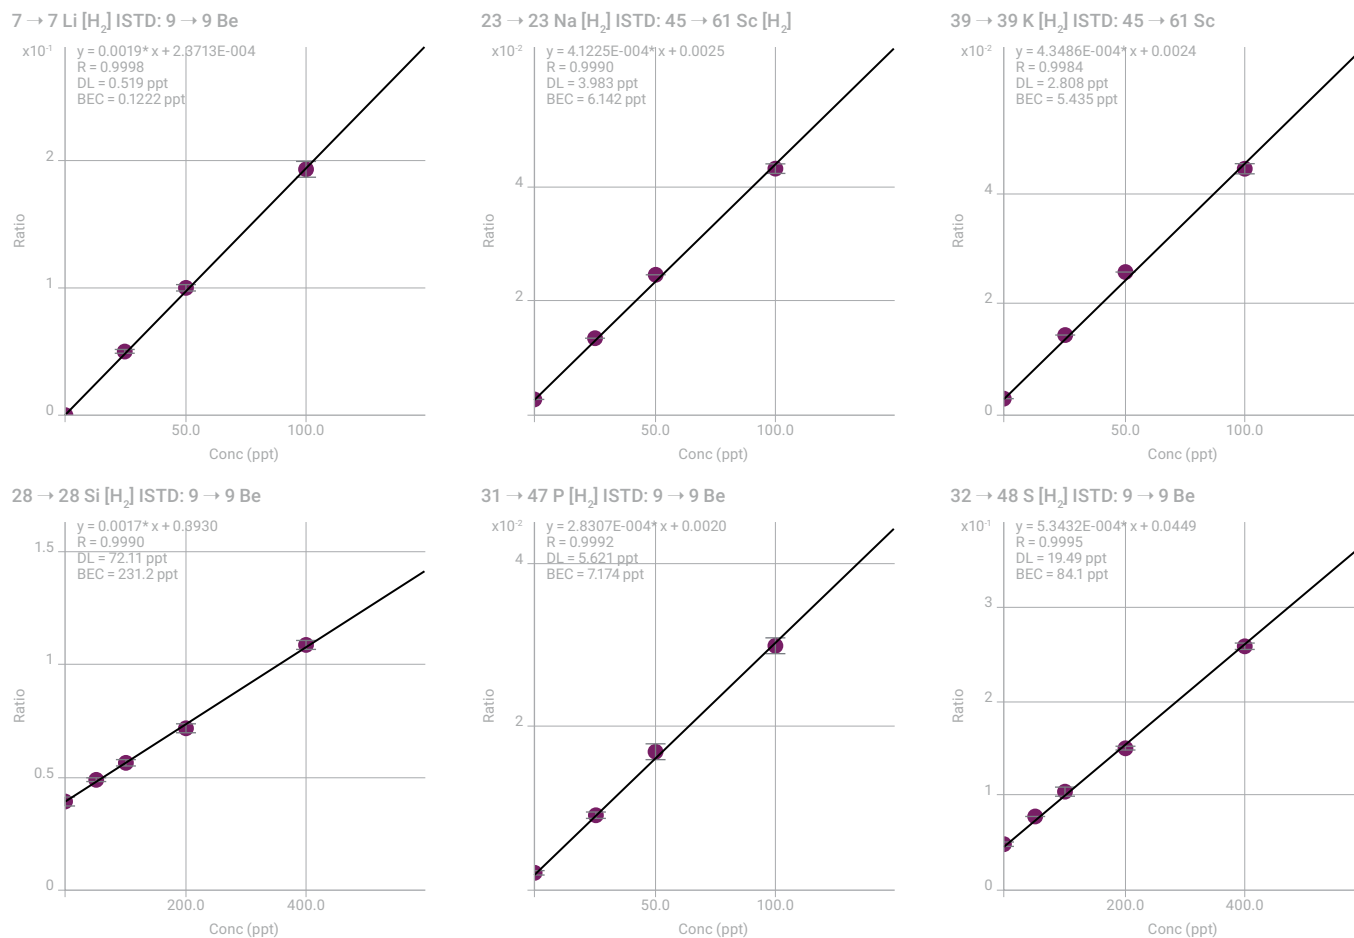 7 → 7 Li [H₂] ISTD: 9 → 9 Be
x10⁻¹
y = 0.0019* x + 2.3713E-004
R = 0.9998
DL = 0.519 ppt
BEC = 0.1222 ppt
2
1
0
Ratio
50.0 100.0
Conc (ppt)
23 → 23 Na [H₂] ISTD: 45 → 61 Sc [H₂]
x10⁻²
y = 4.1225E-004* x + 0.0025
R = 0.9990
DL = 3.983 ppt
BEC = 6.142 ppt
4
2
Ratio
50.0 100.0
Conc (ppt)
39 → 39 K [H₂] ISTD: 45 → 61 Sc
x10⁻²
y = 4.3486E-004* x + 0.0024
R = 0.9984
DL = 2.808 ppt
BEC = 5.435 ppt
4
2
0
Ratio
50.0 100.0
Conc (ppt)
28 → 28 Si [H₂] ISTD: 9 → 9 Be
y = 0.0017* x + 0.3930
R = 0.9990
DL = 72.11 ppt
BEC = 231.2 ppt
1.5
1
0.5
0
Ratio
200.0 400.0
Conc (ppt)
31 → 47 P [H₂] ISTD: 9 → 9 Be
x10⁻²
y = 2.8307E-004* x + 0.0020
R = 0.9992
DL = 5.621 ppt
BEC = 7.174 ppt
4
2
Ratio
50.0 100.0
Conc (ppt)
32 → 48 S [H₂] ISTD: 9 → 9 Be
x10⁻¹
y = 5.3432E-004* x + 0.0449
R = 0.9995
DL = 19.49 ppt
BEC = 84.1 ppt
3
2
1
0
Ratio
200.0 400.0
Conc (ppt)